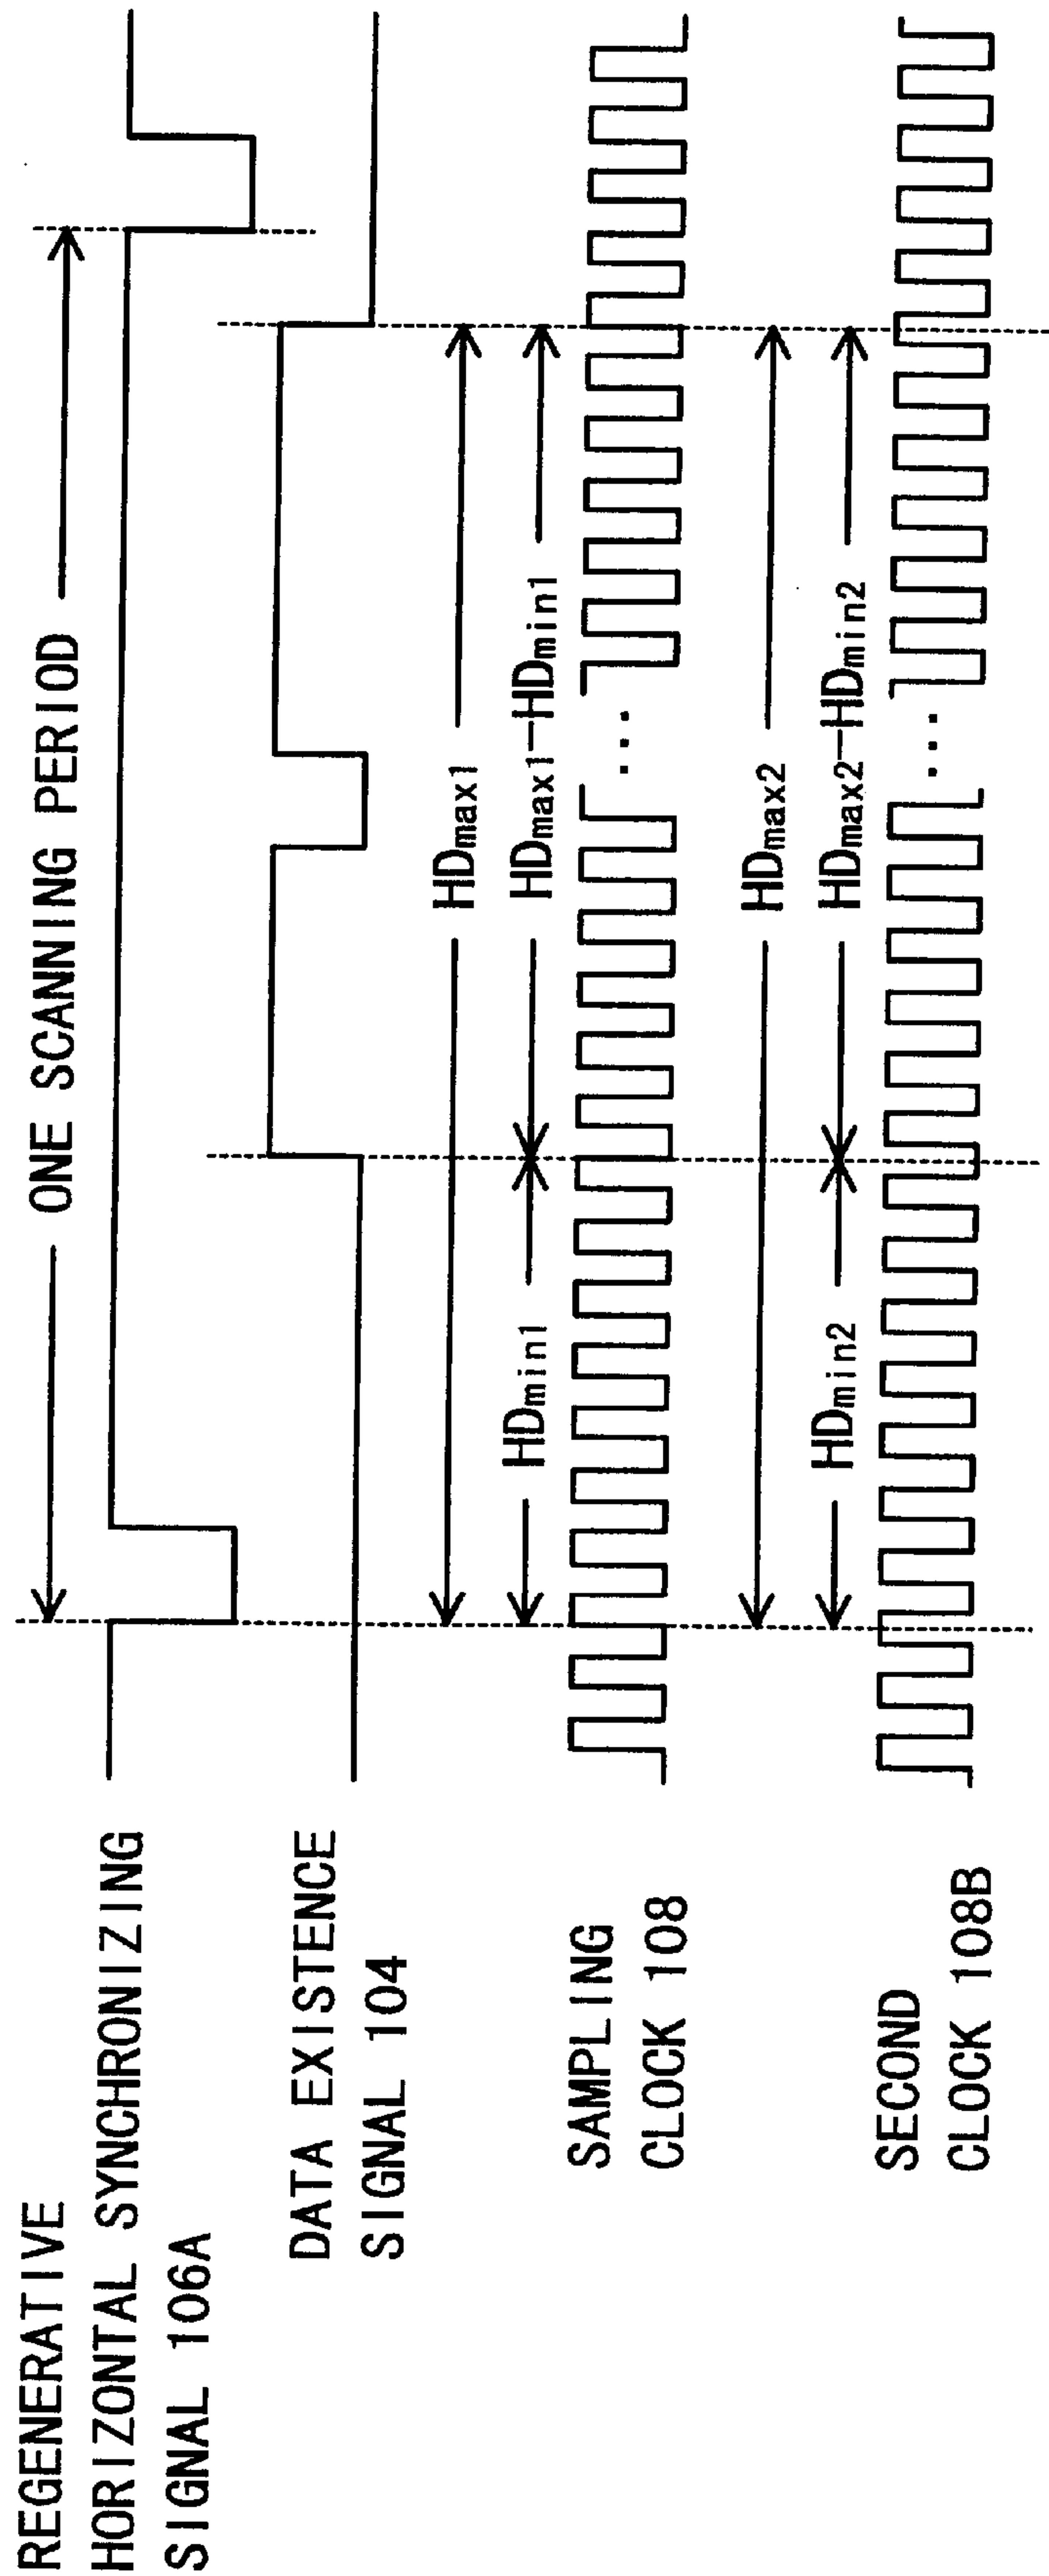 REGENERATIVE
HORIZONTAL SYNCHRONIZING
SIGNAL 106A
ONE SCANNING PERIOD
DATA EXISTENCE
SIGNAL 104
HDmax1
HDmin1
HDmax1-HDmin1
SAMPLING
CLOCK 108
...
HDmax2
HDmin2
HDmax2-HDmin2
SECOND
CLOCK 108B
...